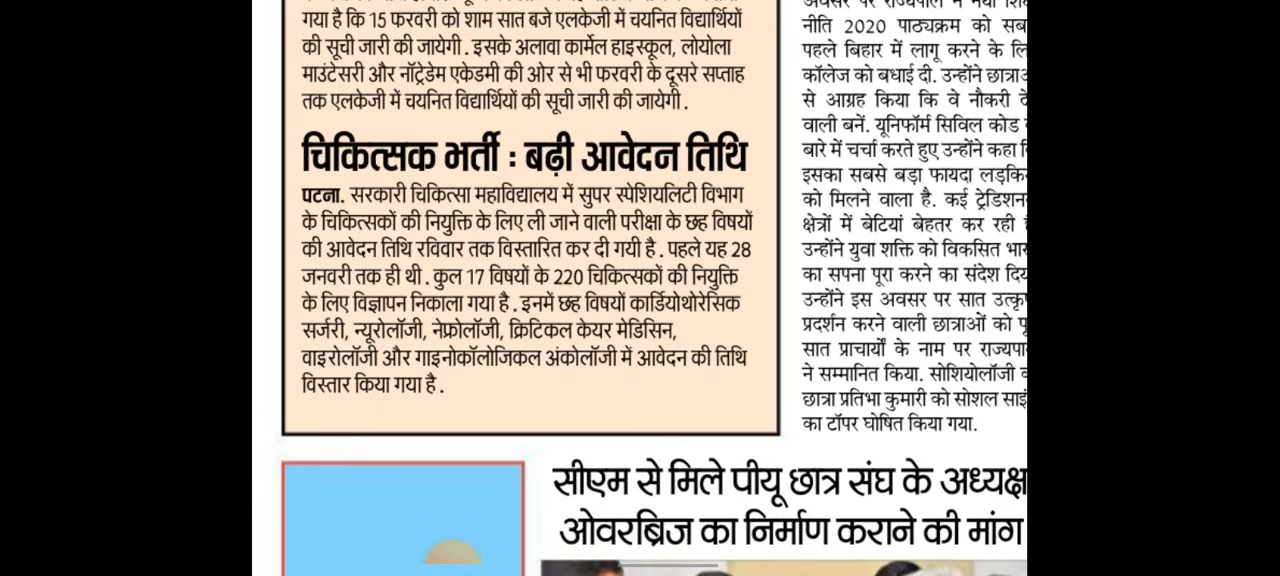 गया है कि 15 फरवरी को शाम सात बजे एलकेजी में चयनित विद्यार्थियों
की सूची जारी की जायेगी. इसके अलावा कार्मेल हाइस्कूल, लोयोला
माउंटेसरी और नॉट्रेडेम एकेडमी की ओर से भी फरवरी के दूसरे सप्ताह
तक एलकेजी में चयनित विद्यार्थियों की सूची जारी की जायेगी.
चिकित्सक भर्ती : बढ़ी आवेदन तिथि
पटना. सरकारी चिकित्सा महाविद्यालय में सुपर स्पेशियलिटी विभाग
के चिकित्सकों की नियुक्ति के लिए ली जाने वाली परीक्षा के छह विषयों
की आवेदन तिथि रविवार तक विस्तारित कर दी गयी है. पहले यह 28
जनवरी तक ही थी. कुल 17 विषयों के 220 चिकित्सकों की नियुक्ति
के लिए विज्ञापन निकाला गया है. इनमें छह विषयों कार्डियोथोरेसिक
सर्जरी, न्यूरोलॉजी, नेफ्रोलॉजी, क्रिटिकल केयर मेडिसिन,
वाइरोलॉजी और गाइनोकॉलोजिकल अंकोलॉजी में आवेदन की तिथि
विस्तार किया गया है.
अवसर पर राज्यपाल ने नयी
नीति 2020 पाठ्यक्रम को सब
पहले बिहार में लागू करने के
कॉलेज को बधाई दी. उन्होंने
से आग्रह किया कि वे नौकरी
वाली बनें. यूनिफॉर्म सिविल कोड
बारे में चर्चा करते हुए उन्होंने कहा
इसका सबसे बड़ा फायदा
को मिलने वाला है. कई
क्षेत्रों में बेटियां बेहतर कर रही
उन्होंने युवा शक्ति को विकसित
का सपना पूरा करने का संदेश
उन्होंने इस अवसर पर सात
प्रदर्शन करने वाली छात्राओं को
सात प्राचार्यों के नाम पर
ने सम्मानित किया. सोशियोलॉजी
छात्रा प्रतिभा कुमारी को सोशल
का टॉपर घोषित किया गया.
सीएम से मिले पीयू छात्र संघ के अध्यक्ष
ओवरब्रिज का निर्माण कराने की मांग